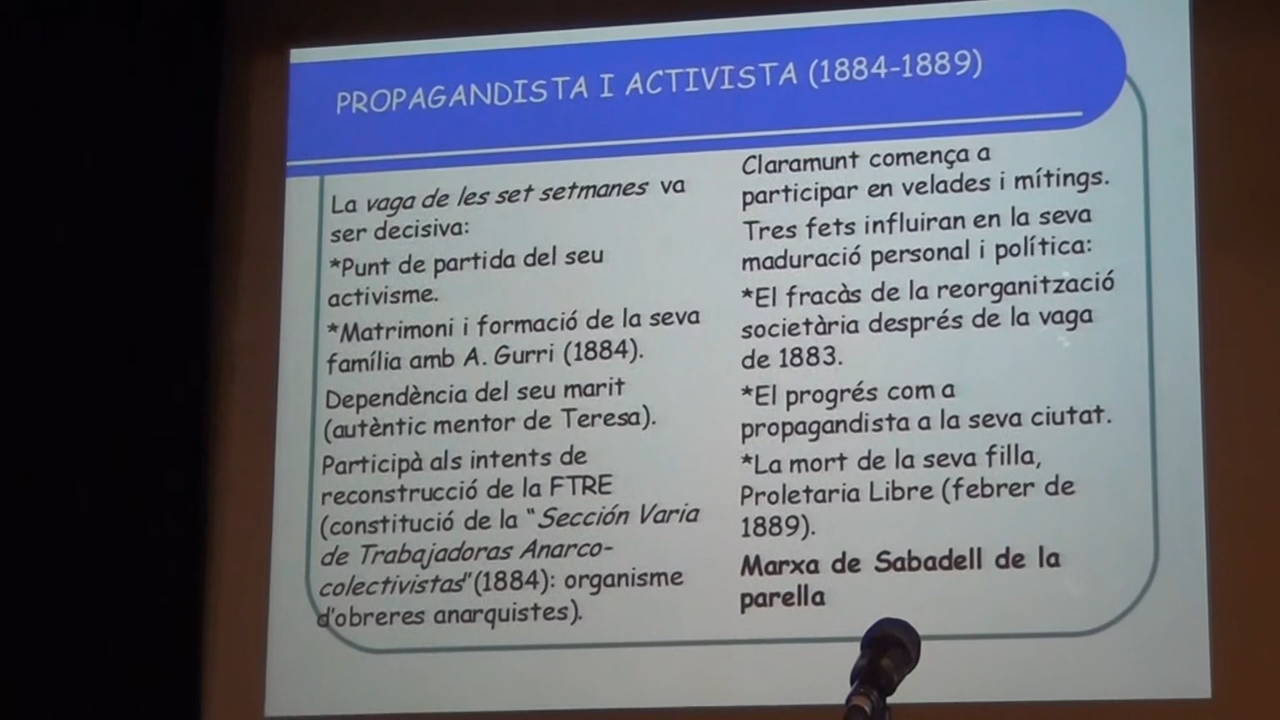 PROPAGANDISTA I ACTIVISTA (1884-1889)
La vaga de les set setmanes va
ser decisiva:
*Punt de partida del seu
activisme.
*Matrimoni i formació de la seva
família amb A. Gurri (1884).
Dependència del seu marit
(autèntic mentor de Teresa).
Participà als intents de
reconstrucció de la FTRE
(constitució de la "Sección Varia
de Trabajadoras Anarco-
colectivistas"(1884): organisme
d'obreres anarquistes).
Claramunt comença a
participar en velades i mítings.
Tres fets influiran en la seva
maduració personal i política:
*El fracàs de la reorganització
societària després de la vaga
de 1883.
*El progrés com a
propagandista a la seva ciutat.
*La mort de la seva filla,
Proletaria Libre (febrer de
1889).
Marxa de Sabadell de la
parella